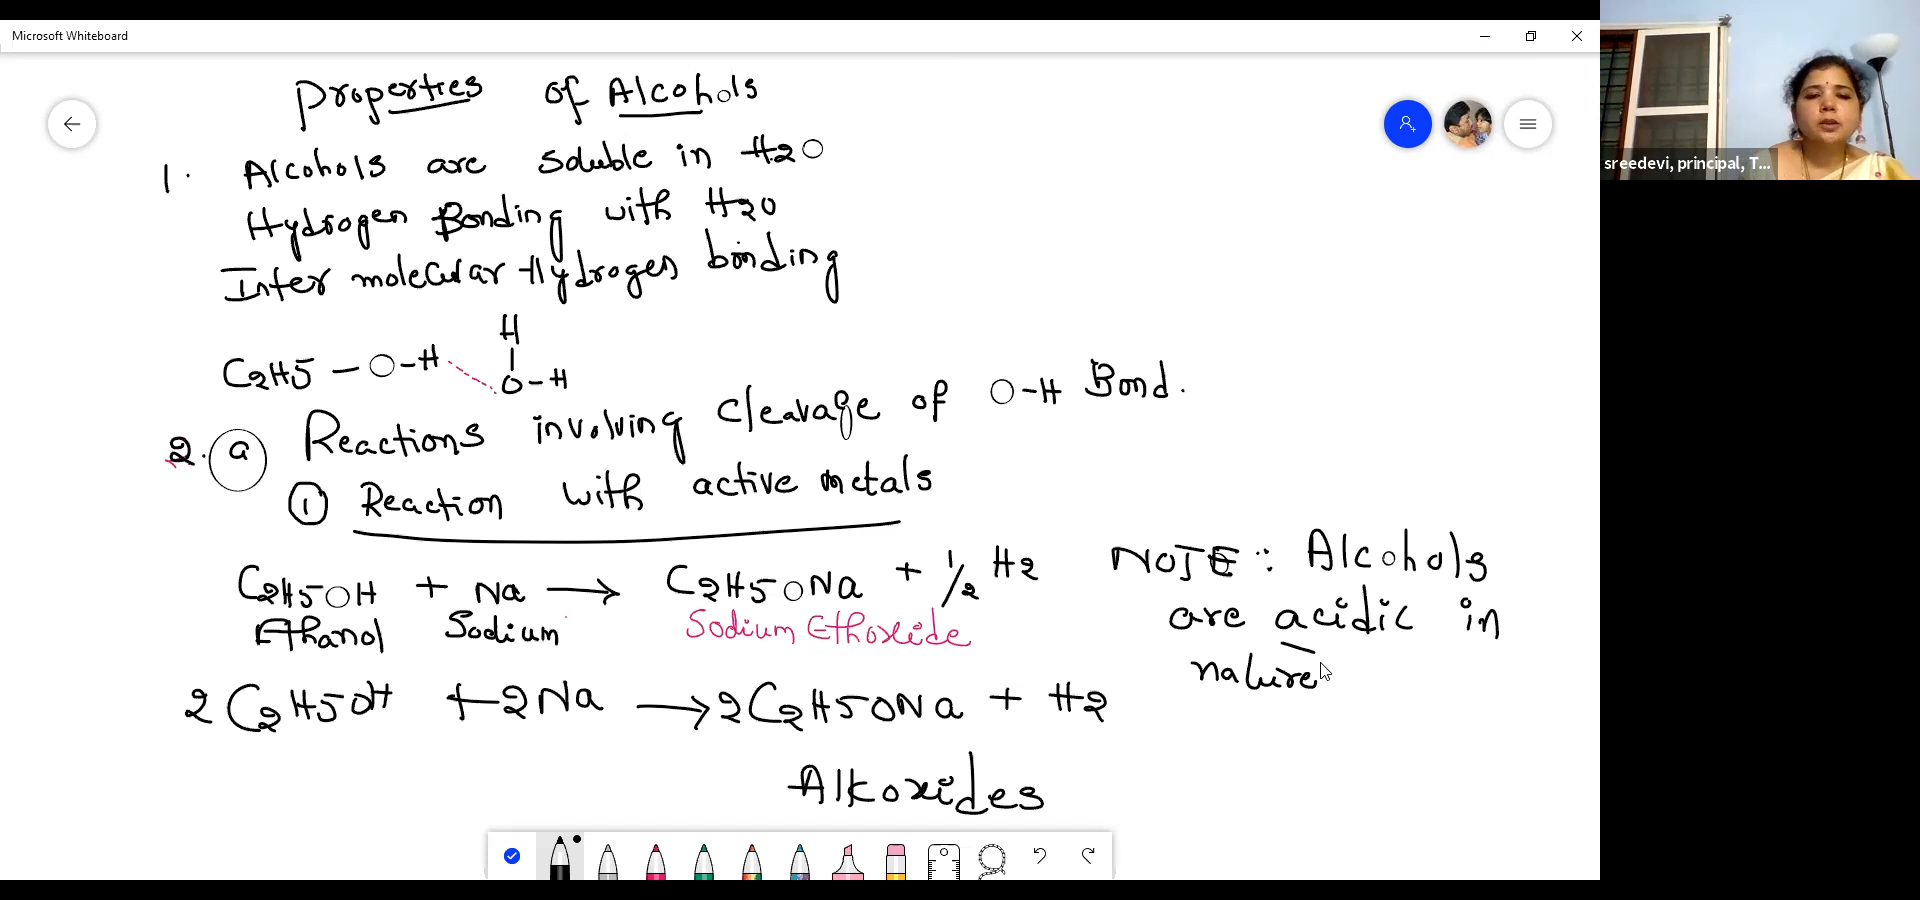 Microsoft Whiteboard
Properties of Alcohols
1. Alcohols are soluble in H2O
Hydrogen Bonding with H2O
Inter molecular Hydrogen bonding
H
C2H5 - O-H O-H
2. a Reactions involving cleavage of O-H Bond.
1 Reaction with active metals
C2H5OH + Na → C2H5ONa + 1/2 H2
Ethanol Sodium Sodium Ethoxide
2C2H5OH + 2Na → 2C2H5ONa + H2
Alkoxides
NOTE: Alcohols
are acidic in
nature
sreedevi, principal, T...